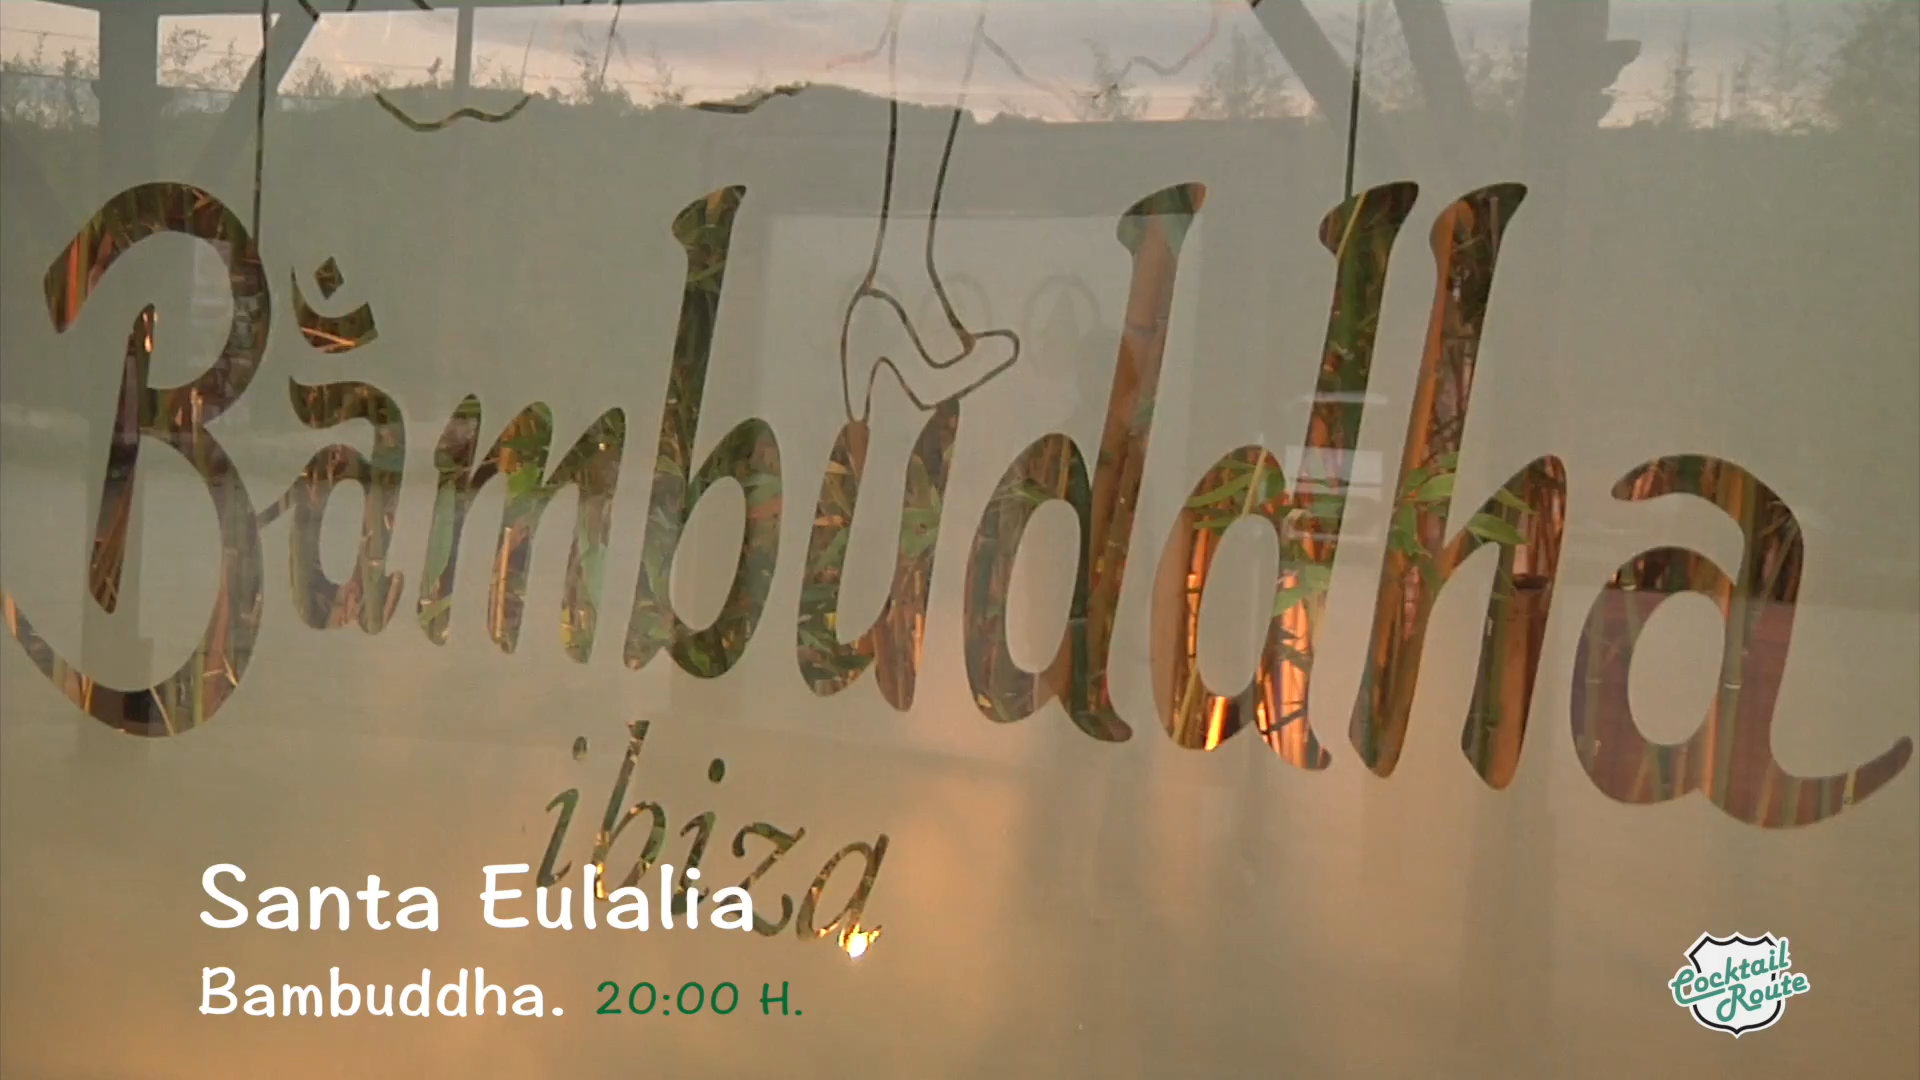 Bambuddha
ibiza
Santa Eulalia
Bambuddha. 20:00 H.
Cocktail
Route